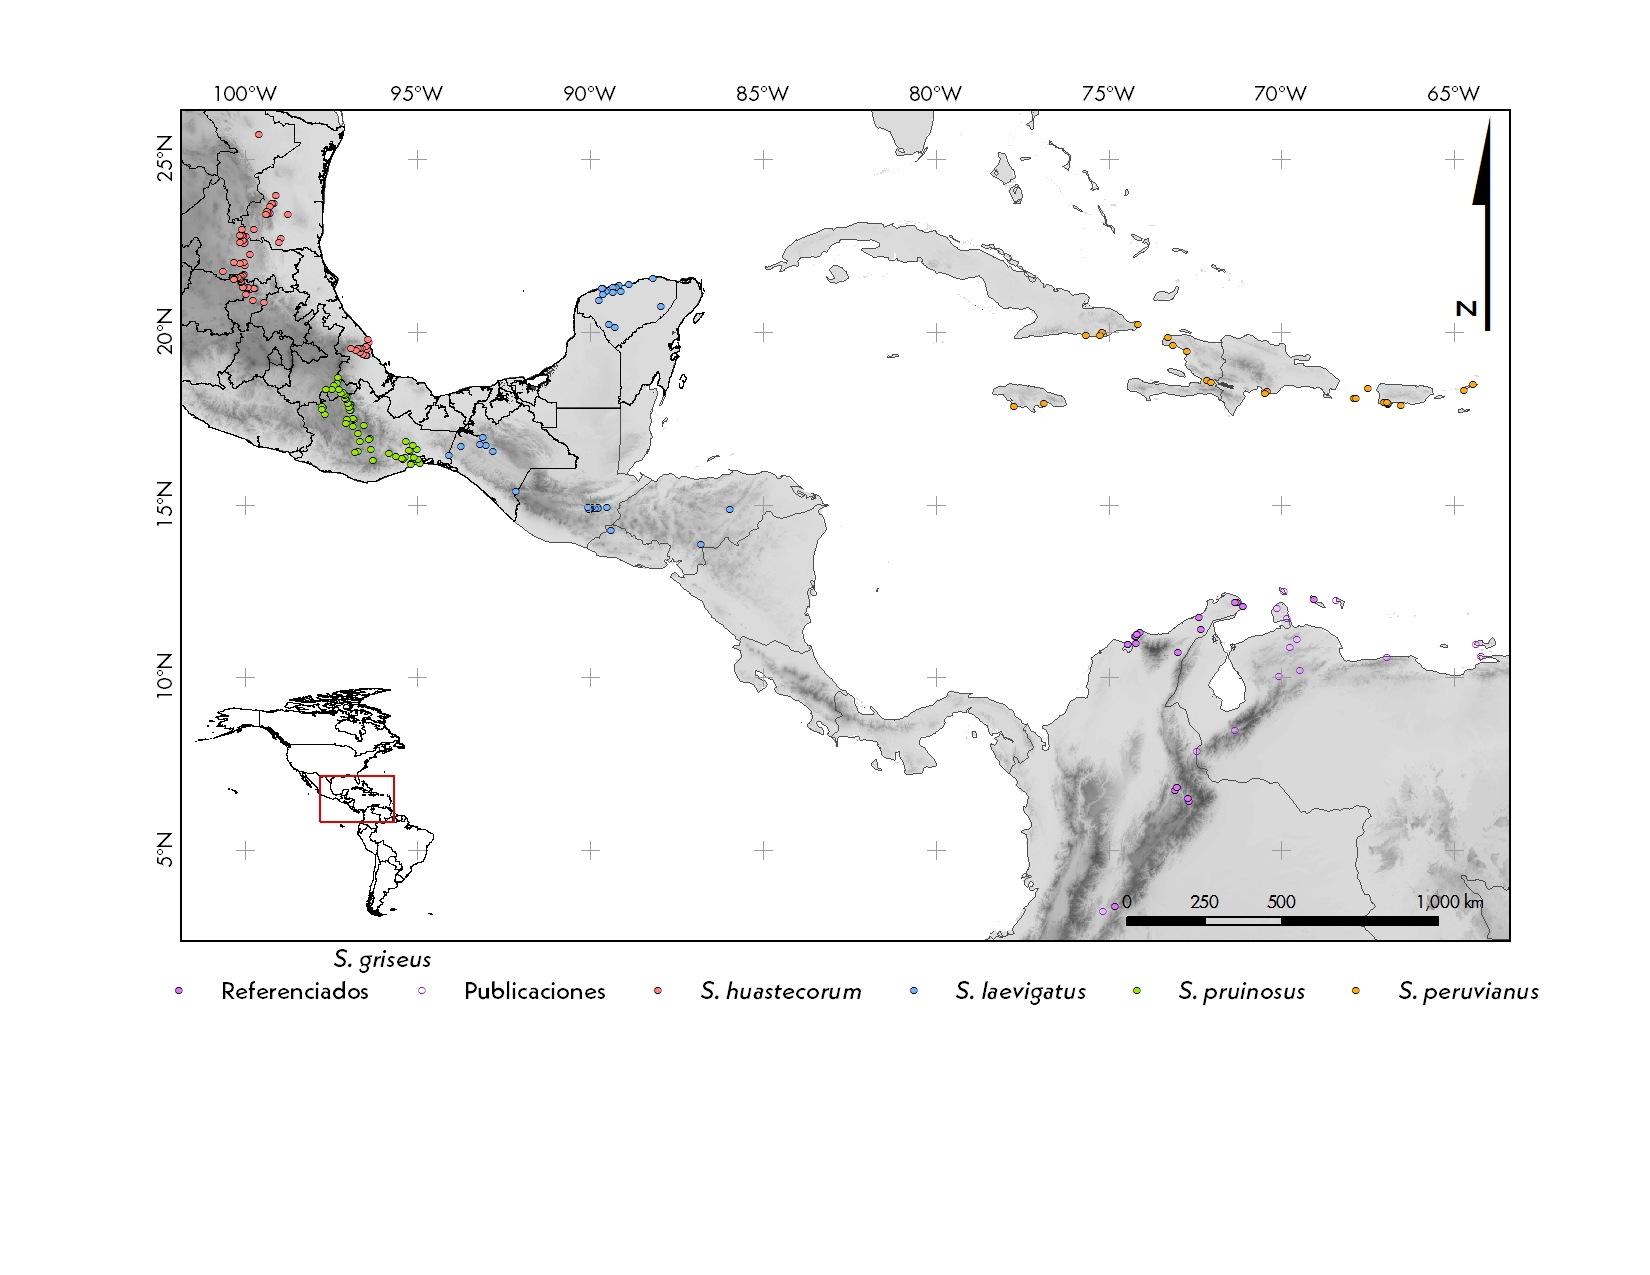 100°W 95°W 90°W 85°W 80°W 75°W 70°W 65°W
25°N
20°N
15°N
10°N
5°N
N
0 250 500 1,000 km
S. griseus
Referenciados Publicaciones S. huastecorum S. laevigatus S. pruinosus S. peruvianus